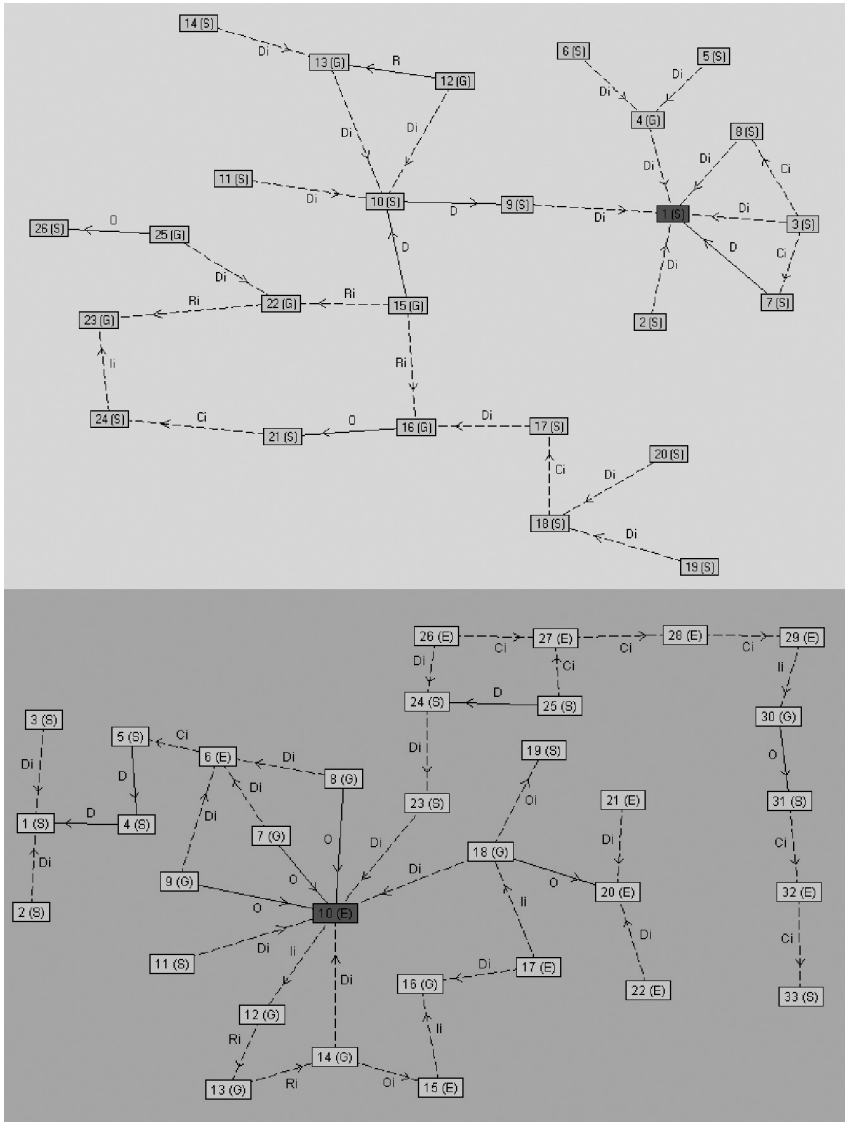 14 (S)
Di
13 (G)
R
12 (G)
Di
Di
6 (S)
5 (S)
Di
Di
4 (G)
8 (S)
Di
Di
Ci
11 (S)
Di
10 (S)
D
9 (S)
Di
1 (S)
Di
3 (S)
26 (S)
O
25 (G)
D
D
Ci
Di
Di
23 (G)
Ri
22 (G)
Ri
15 (G)
7 (S)
2 (S)
Ii
Ri
24 (S)
Ci
21 (S)
O
16 (G)
Di
17 (S)
Ci
Di
20 (S)
18 (S)
Di
19 (S)
26 (E)
Ci
27 (E)
Ci
28 (E)
Ci
29 (E)
Di
Ci
Ii
24 (S)
D
25 (S)
30 (G)
3 (S)
5 (S)
Ci
6 (E)
Di
8 (G)
Di
19 (S)
O
Di
D
Di
Di
Oi
21 (E)
31 (S)
1 (S)
D
4 (S)
7 (G)
O
23 (S)
Di
Di
Ci
Di
9 (G)
O
O
Di
18 (G)
O
20 (E)
32 (E)
2 (S)
10 (E)
Di
Ii
Ci
11 (S)
Di
Ii
Di
16 (G)
Di
17 (E)
22 (E)
33 (S)
12 (G)
Ri
Ii
14 (G)
13 (G)
Ri
Oi
15 (E)